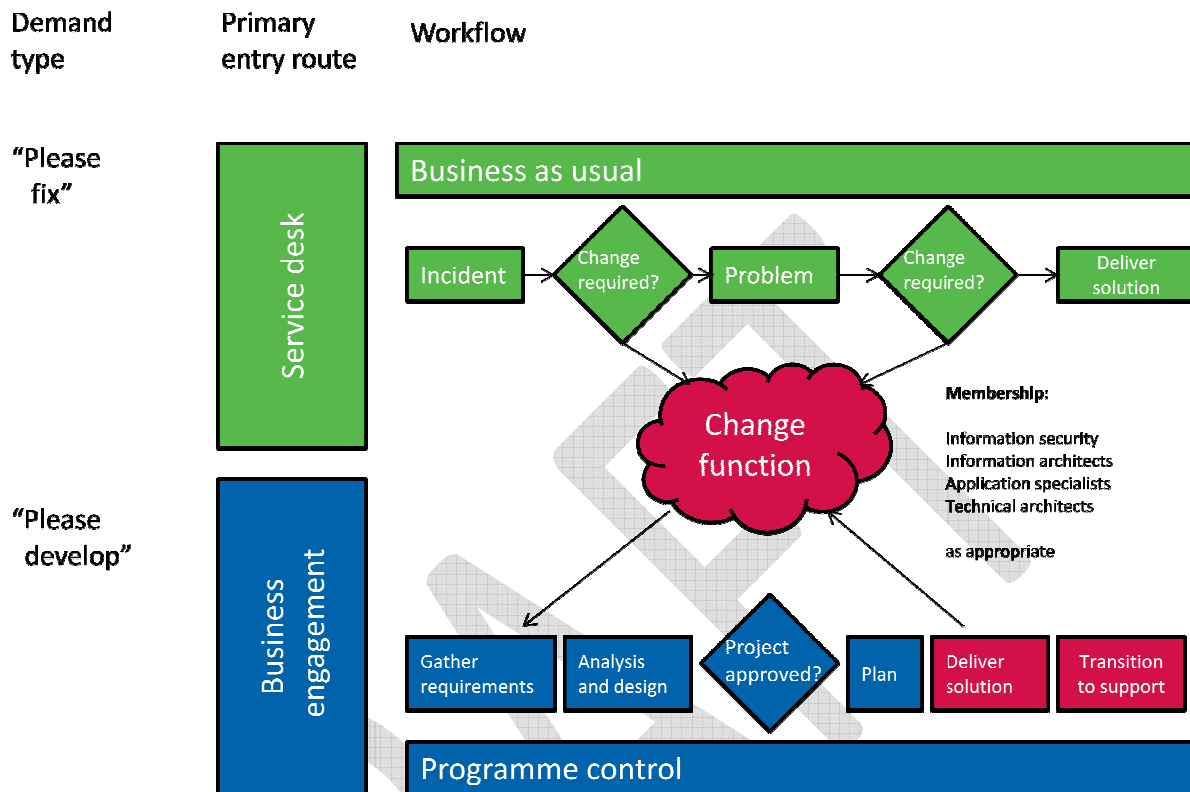 Demand
type
Primary
entry route
Workflow
“Please
fix”
Service desk
Business as usual
Incident
Change
required?
Problem
Change
required?
Deliver
solution
Change
function
Membership:
Information security
Information architects
Application specialists
Technical architects
as appropriate
“Please
develop”
Business
engagement
Gather
requirements
Analysis
and design
Project
approved?
Plan
Deliver
solution
Transition
to support
Programme control